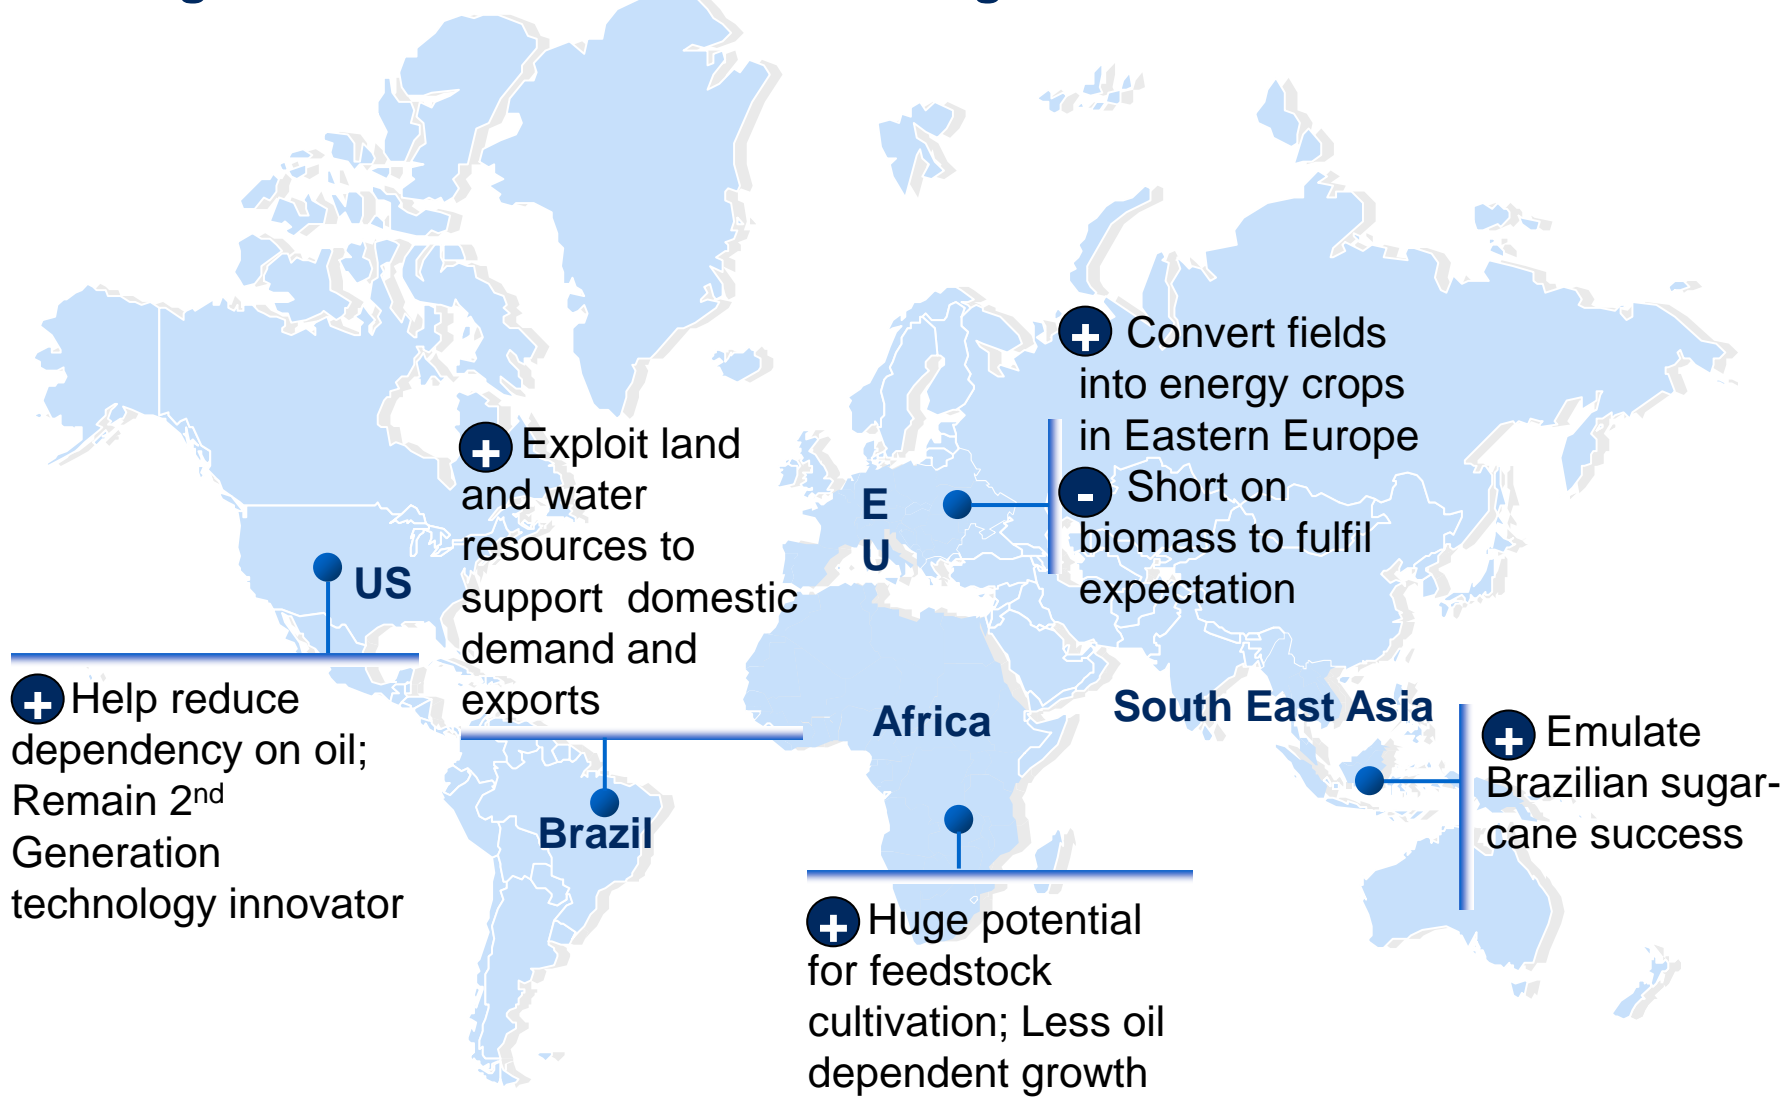 + Convert fields
into energy crops
in Eastern Europe
- Short on
biomass to fulfil
expectation
E
U
+ Exploit land
and water
resources to
support domestic
demand and
exports
US
+ Help reduce
dependency on oil;
Remain 2nd
Generation
technology innovator
Brazil
Africa
+ Huge potential
for feedstock
cultivation; Less oil
dependent growth
South East Asia
+ Emulate
Brazilian sugar-
cane success